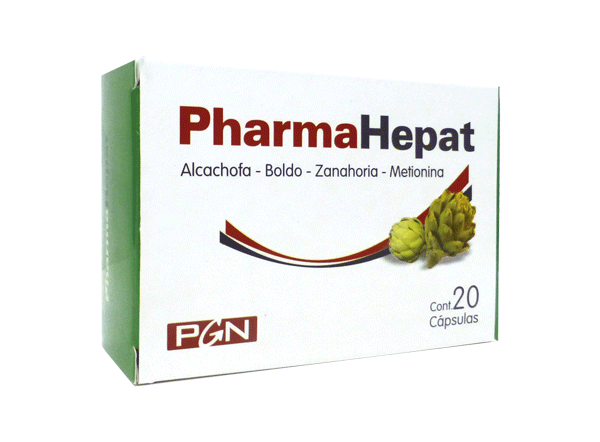 PharmaHepat
Alcachofa - Boldo - Zanahoria - Metionina
Cont. 20
Cápsulas
PGN